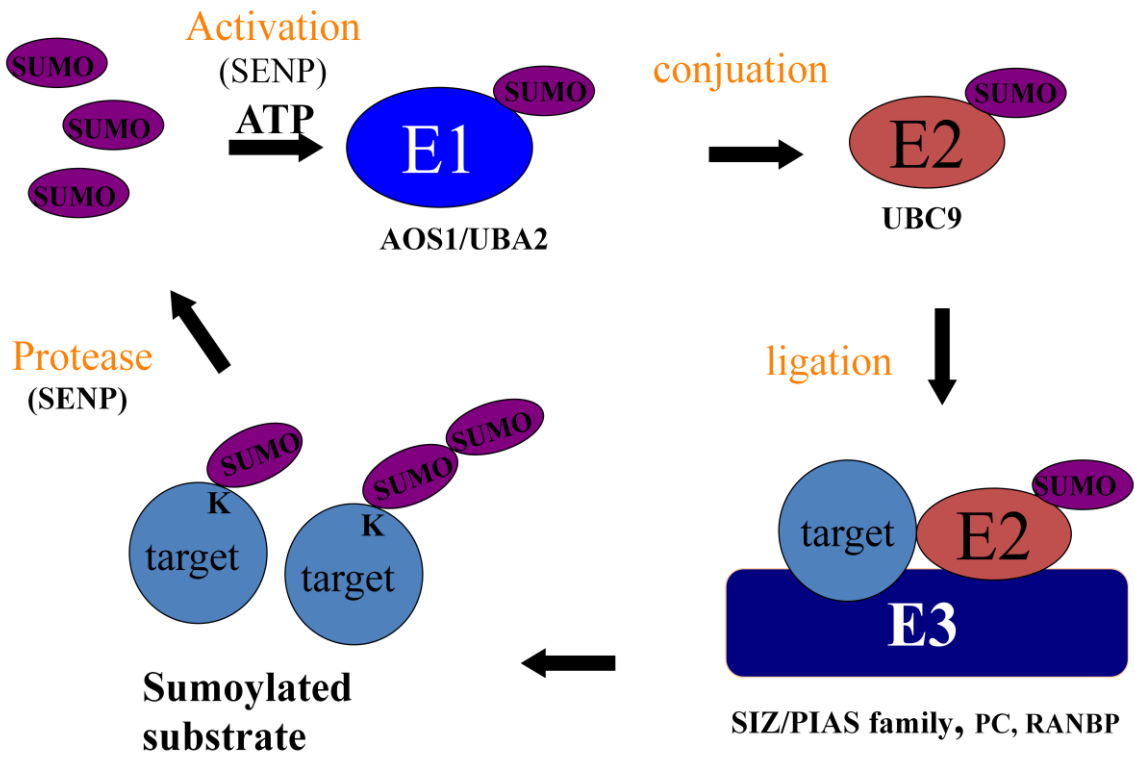 SUMO
SUMO
SUMO
Activation
(SENP)
ATP
E1
SUMO
AOS1/UBA2
conjuation
E2
SUMO
UBC9
ligation
target
E2
SUMO
E3
SIZ/PIAS family, PC, RANBP
SUMO
K
target
SUMO
SUMO
K
target
Sumoylated
substrate
Protease
(SENP)